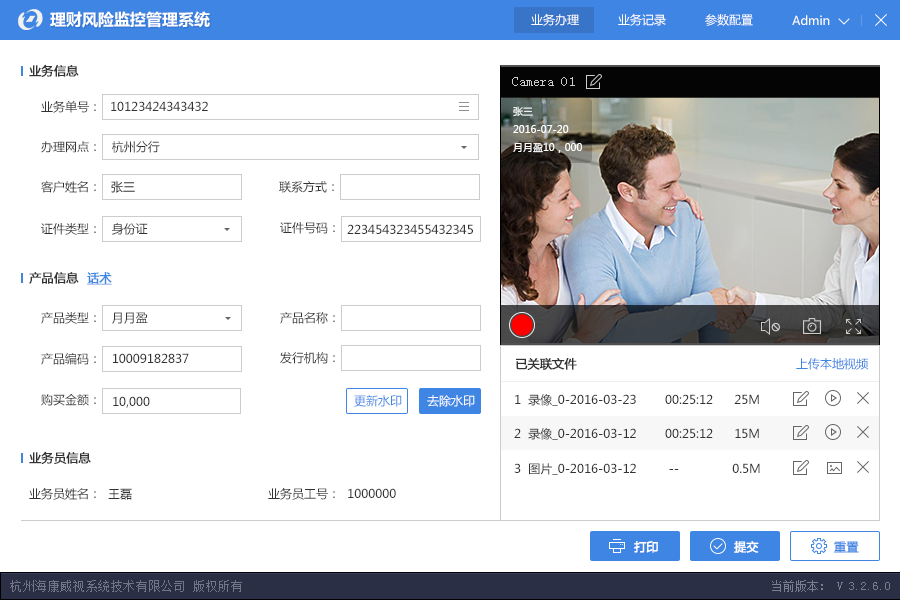 理财风险监控管理系统
业务办理 业务记录 参数配置 Admin
业务信息
业务单号： 10123424343432
办理网点： 杭州分行
客户姓名： 张三 联系方式：
证件类型： 身份证 证件号码： 223454323455432345
产品信息 话术
产品类型： 月月盈 产品名称：
产品编码： 10009182837 发行机构：
购买金额： 10,000 更新水印 去除水印
业务员信息
业务员姓名： 王磊 业务员工号： 1000000
Camera 01
张三
2016-07-20
月月盈10，000
已关联文件 上传本地视频
1 录像_0-2016-03-23 00:25:12 25M
2 录像_0-2016-03-12 00:25:12 15M
3 图片_0-2016-03-12 -- 0.5M
打印 提交 重置
杭州海康威视系统技术有限公司 版权所有 当前版本： V 3.2.6.0